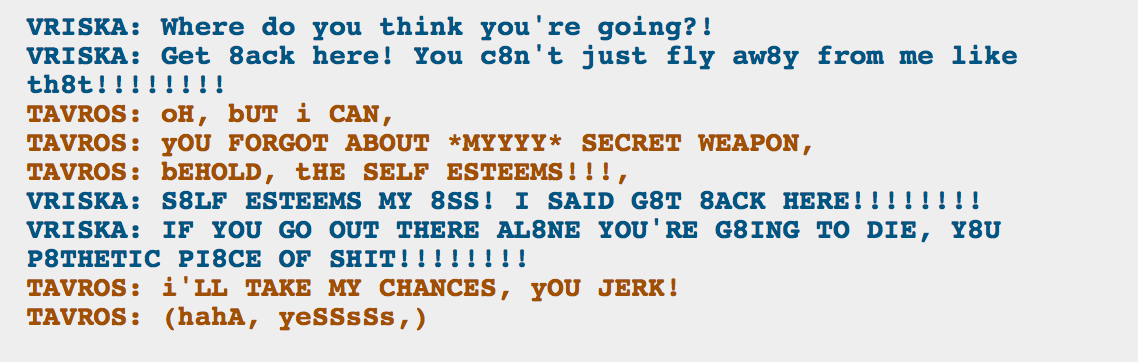 VRISKA: Where do you think you're going?!
VRISKA: Get 8ack here! You c8n't just fly aw8y from me like
th8t!!!!!!!!
TAVROS: oH, bUT i CAN,
TAVROS: yOU FORGOT ABOUT *MYYYY* SECRET WEAPON,
TAVROS: bEHOLD, tHE SELF ESTEEMS!!!,
VRISKA: S8LF ESTEEMS MY 8SS! I SAID G8T 8ACK HERE!!!!!!!!
VRISKA: IF YOU GO OUT THERE AL8NE YOU'RE G8ING TO DIE, Y8U
P8THETIC PI8CE OF SHIT!!!!!!!!
TAVROS: i'LL TAKE MY CHANCES, yOU JERK!
TAVROS: (hahA, yeSSsSs,)